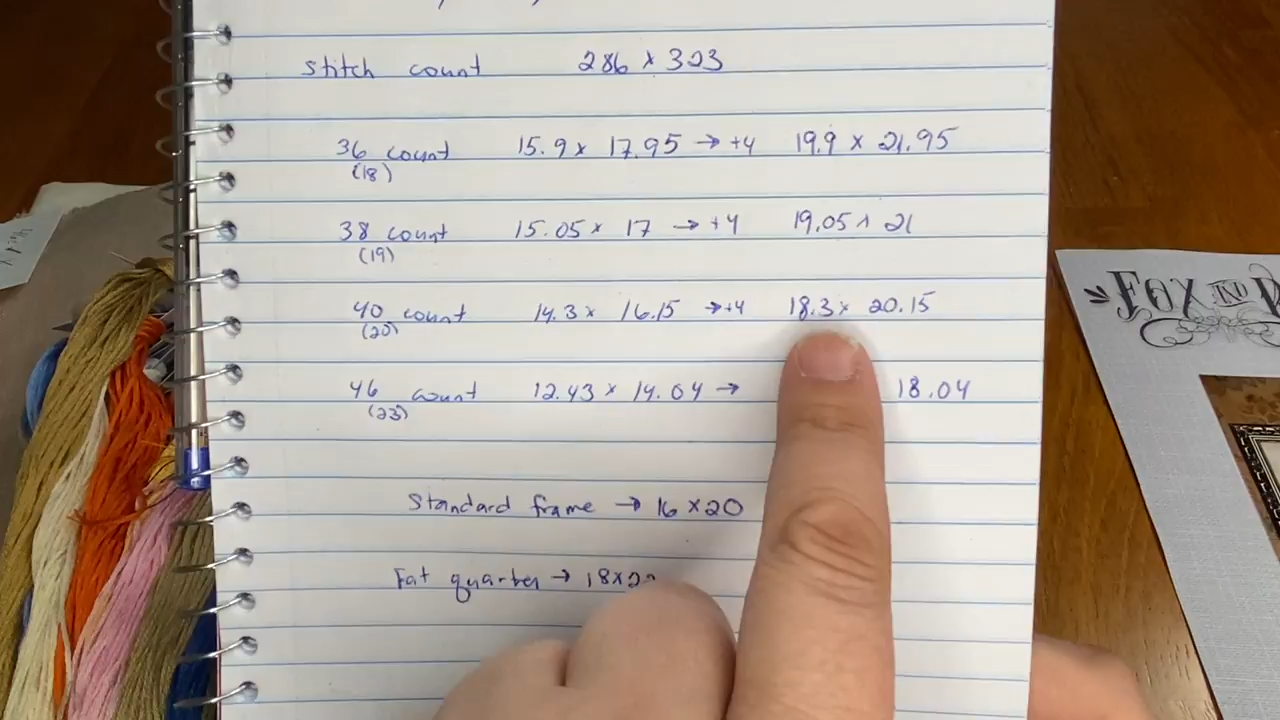 stitch count 286 x 323
36 count 15.9 x 17.95 → +4 19.9 x 21.95
(18)
38 count 15.05 x 17 → +4 19.05 x 21
(19)
40 count 14.3 x 16.15 → +4 18.3 x 20.15
(20)
46 count 12.43 x 14.04 → 18.04
(23)
Standard frame → 16 x 20
Fat quarter → 18 x
Fox AND